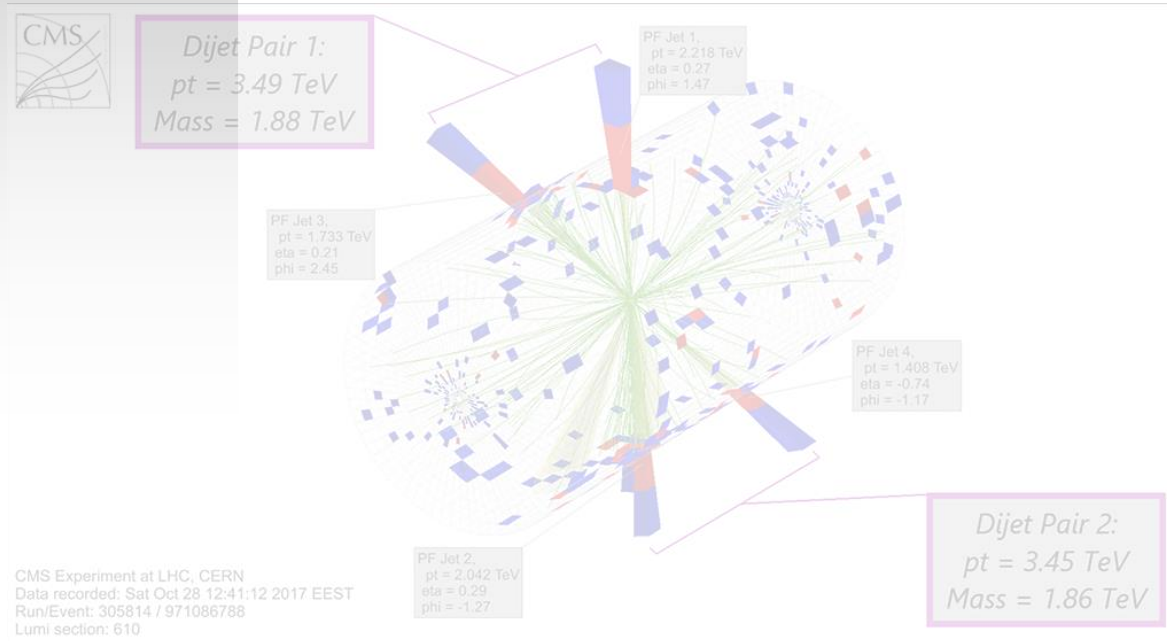 CMS
Dijet Pair 1:
pt = 3.49 TeV
Mass = 1.88 TeV
PF Jet 1,
pt = 2.218 TeV
eta = 0.27
phi = 1.47
PF Jet 3,
pt = 1.733 TeV
eta = 0.21
phi = 2.45
PF Jet 4,
pt = 1.408 TeV
eta = -0.74
phi = -1.17
PF Jet 2,
pt = 2.042 TeV
eta = 0.29
phi = -1.27
Dijet Pair 2:
pt = 3.45 TeV
Mass = 1.86 TeV
CMS Experiment at LHC, CERN
Data recorded: Sat Oct 28 12:41:12 2017 EEST
Run/Event: 305814 / 971086788
Lumi section: 610